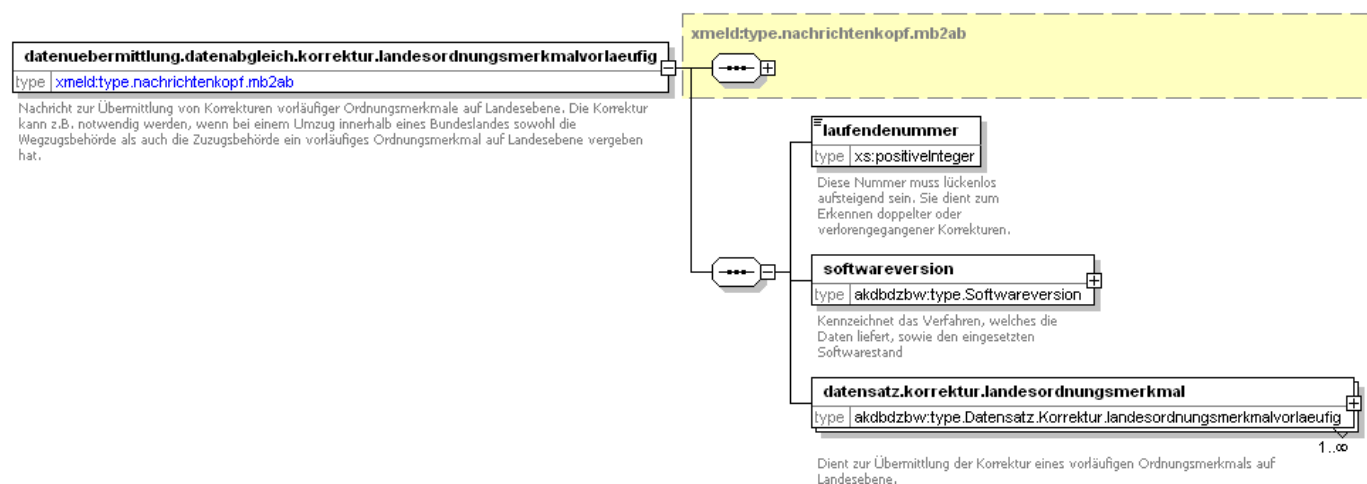 xmeld:type.nachrichtenkopf.mb2ab
datenuebermittlung.datenabgleich.korrektur.landesordnungsmerkmalvorlaeufig
type xmeld:type.nachrichtenkopf.mb2ab
Nachricht zur Übermittlung von Korrekturen vorläufiger Ordnungsmerkmale auf Landesebene. Die Korrektur
kann z.B. notwendig werden, wenn bei einem Umzug innerhalb eines Bundeslandes sowohl die
Wegzugsbehörde als auch die Zuzugsbehörde ein vorläufiges Ordnungsmerkmal auf Landesebene vergeben
hat.
laufendenummer
type xs:positiveInteger
Diese Nummer muss lückenlos
aufsteigend sein. Sie dient zum
Erkennen doppelter oder
verlorengegangener Korrekturen.
softwareversion
type akdbdzbw:type.Softwareversion
Kennzeichnet das Verfahren, welches die
Daten liefert, sowie den eingesetzten
Softwarestand
datensatz.korrektur.landesordnungsmerkmal
type akdbdzbw:type.Datensatz.Korrektur.landesordnungsmerkmalvorlaeufig
1..∞
Dient zur Übermittlung der Korrektur eines vorläufigen Ordnungsmerkmals auf
Landesebene.